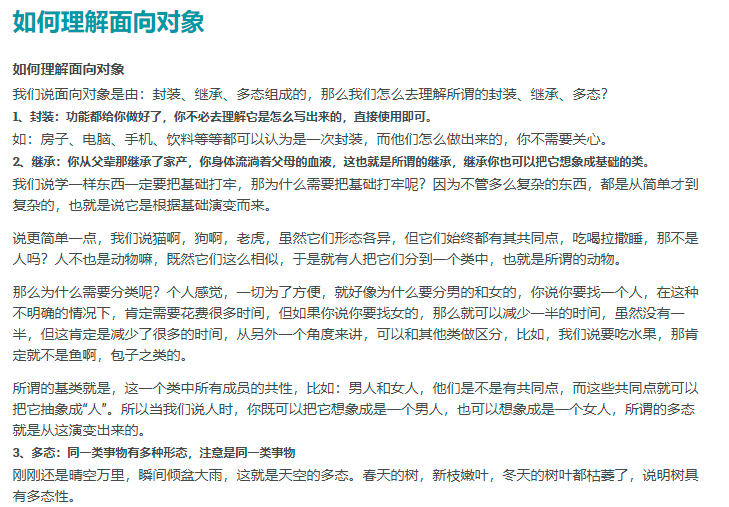 如何理解面向对象
如何理解面向对象
我们说面向对象是由：封装、继承、多态组成的，那么我们怎么去理解所谓的封装、继承、多态？
1、封装：功能都给你做好了，你不必去理解它是怎么写出来的，直接使用即可。
如：房子、电脑、手机、饮料等等都可以认为是一次封装，而他们怎么做出来的，你不需要关心。
2、继承：你从父辈那继承了家产，你身体流淌着父母的血液，这也就是所谓的继承，继承你也可以把它想象成基础的类。
我们说学一样东西一定要把基础打牢，那为什么需要把基础打牢呢？因为不管多么复杂的东西，都是从简单才到
复杂的，也就是说它是根据基础演变而来。
说更简单一点，我们说猫啊，狗啊，老虎，虽然它们形态各异，但它们始终都有其共同点，吃喝拉撒睡，那不是
人吗？人不也是动物嘛，既然它们这么相似，于是就有人把它们分到一个类中，也就是所谓的动物。
那么为什么需要分类呢？个人感觉，一切为了方便，就好像为什么要分男的和女的，你说你要找一个人，在这种
不明确的情况下，肯定需要花费很多时间，但如果你说你要找女的，那么就可以减少一半的时间，虽然没有一
半，但这肯定是减少了很多的时间，从另外一个角度来讲，可以和其他类做区分，比如，我们说要吃水果，那肯
定就不是鱼啊，包子之类的。
所谓的基类就是，这一个类中所有成员的共性，比如：男人和女人，他们是不是有共同点，而这些共同点就可以
把它抽象成“人”。所以当我们说人时，你既可以把它想象成是一个男人，也可以想象成是一个女人，所谓的多态
就是从这演变出来的。
3、多态：同一类事物有多种形态，注意是同一类事物
刚刚还是晴空万里，瞬间倾盆大雨，这就是天空的多态。春天的树，新枝嫩叶，冬天的树叶都枯萎了，说明树具
有多态性。